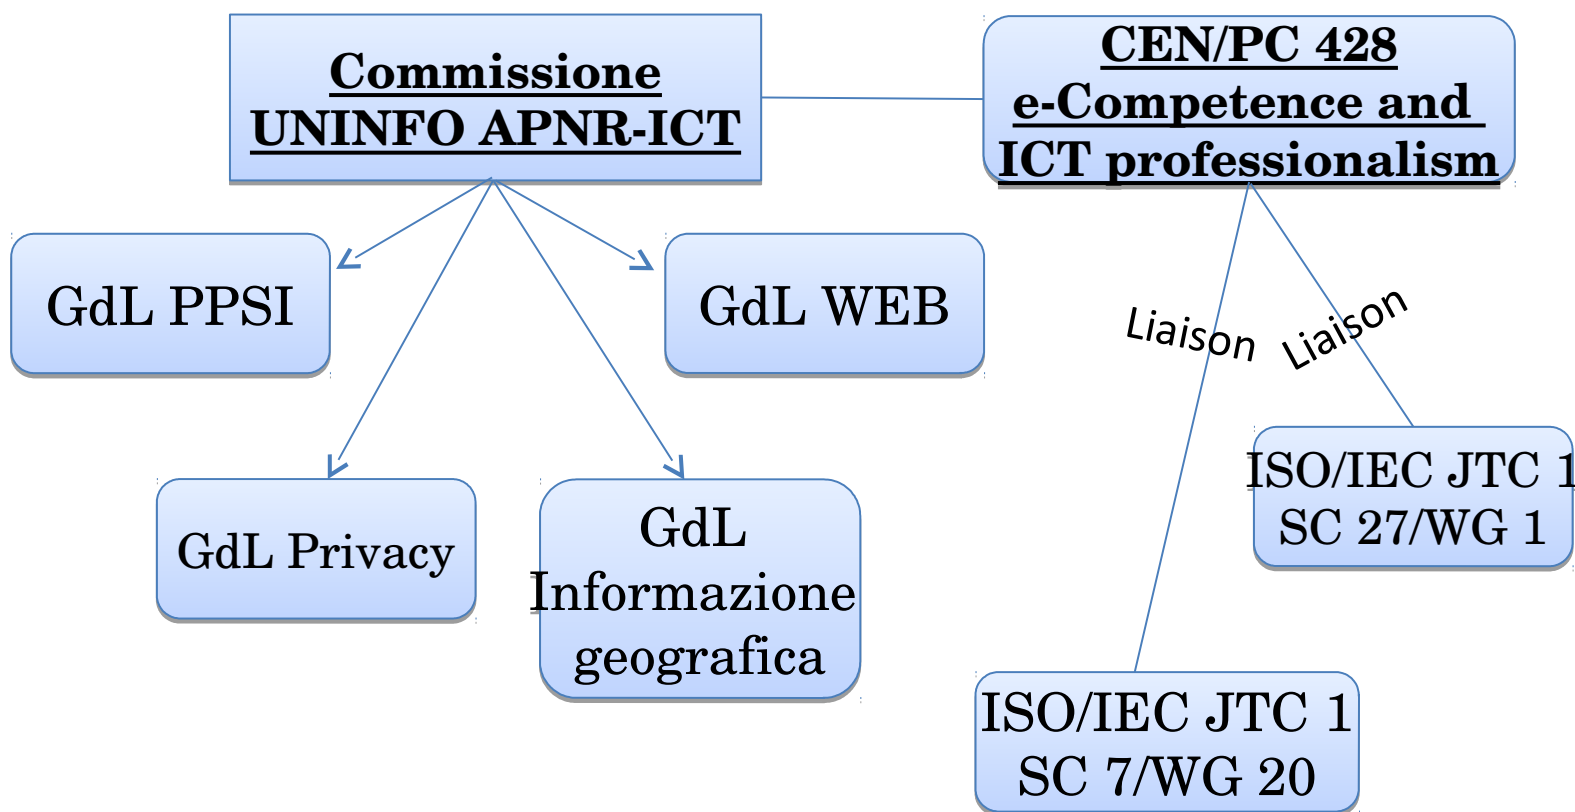 Commissione
UNINFO APNR-ICT
CEN/PC 428
e-Competence and
ICT professionalism
GdL PPSI
GdL WEB
Liaison
Liaison
GdL Privacy
GdL
Informazione
geografica
ISO/IEC JTC 1
SC 27/WG 1
ISO/IEC JTC 1
SC 7/WG 20